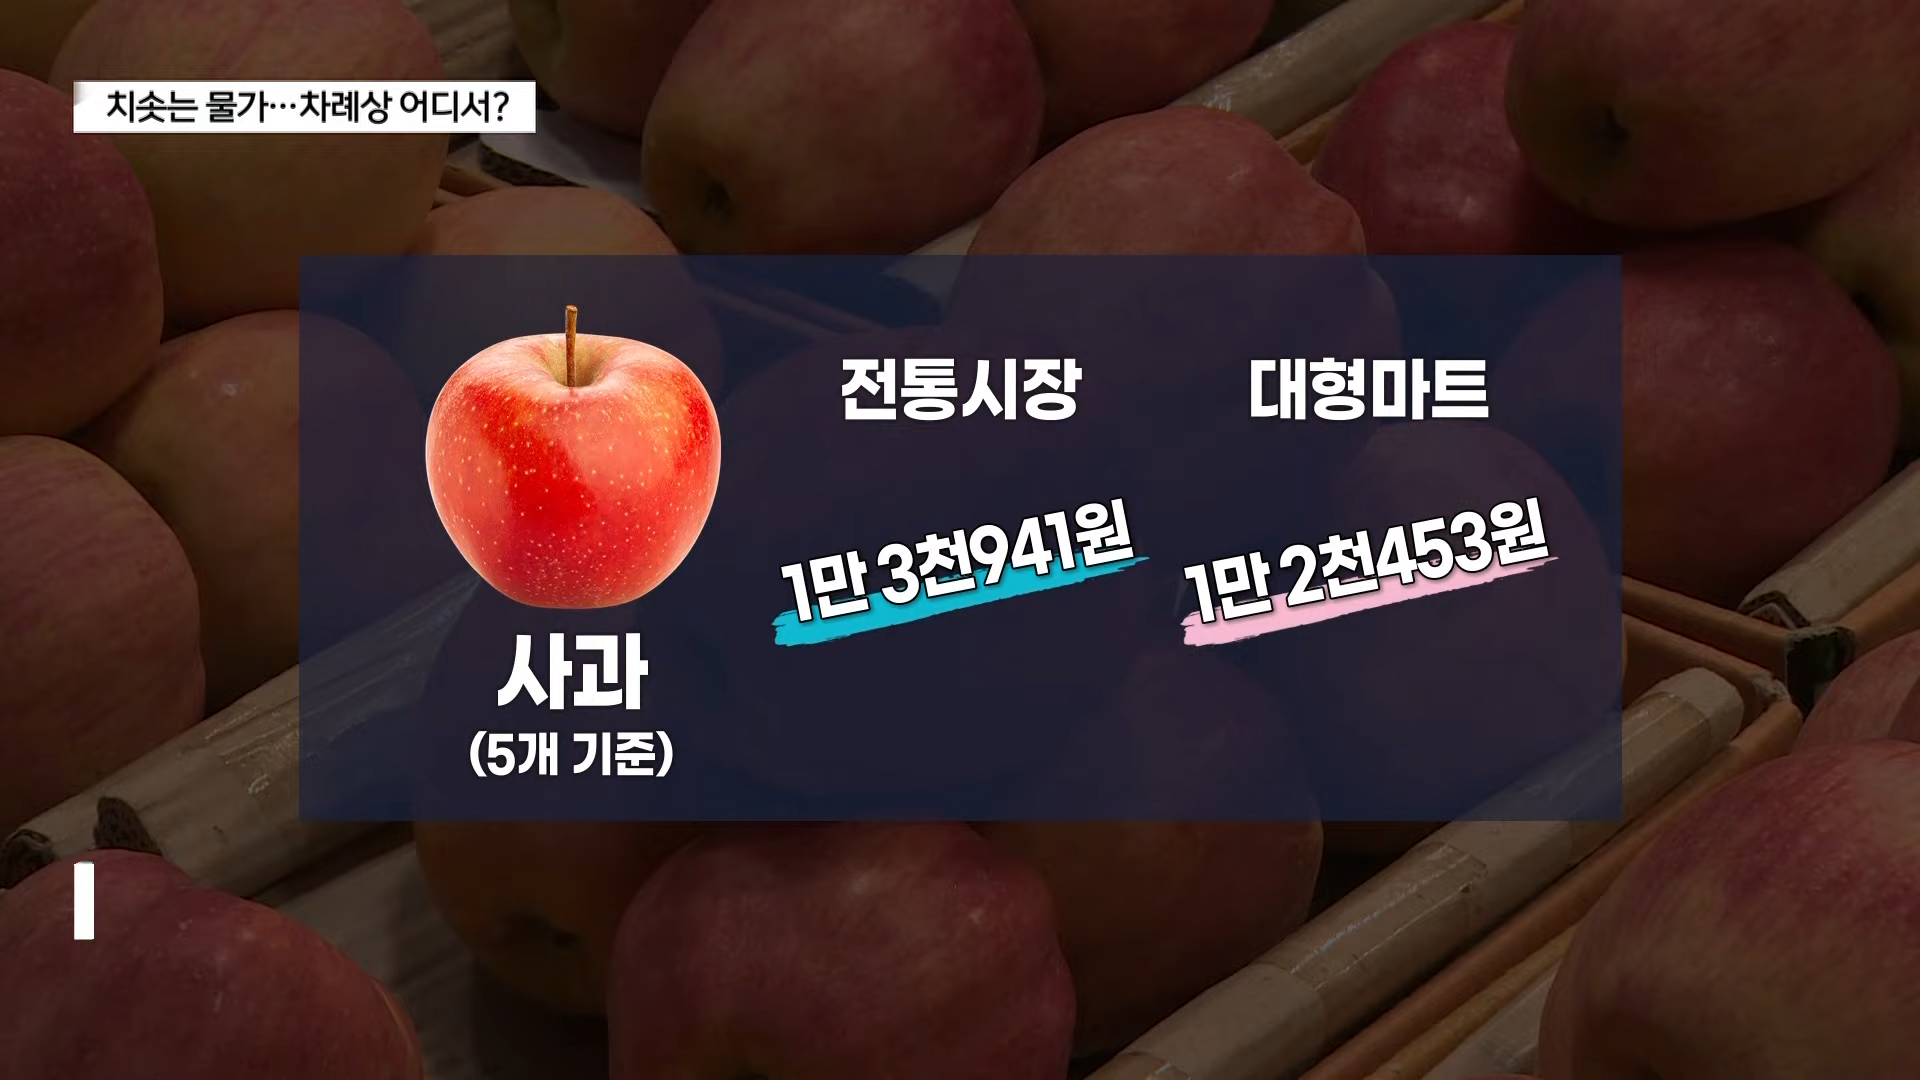 치솟는 물가…차례상 어디서?
전통시장
대형마트
1만 3천941원
1만 2천453원
사과
(5개 기준)